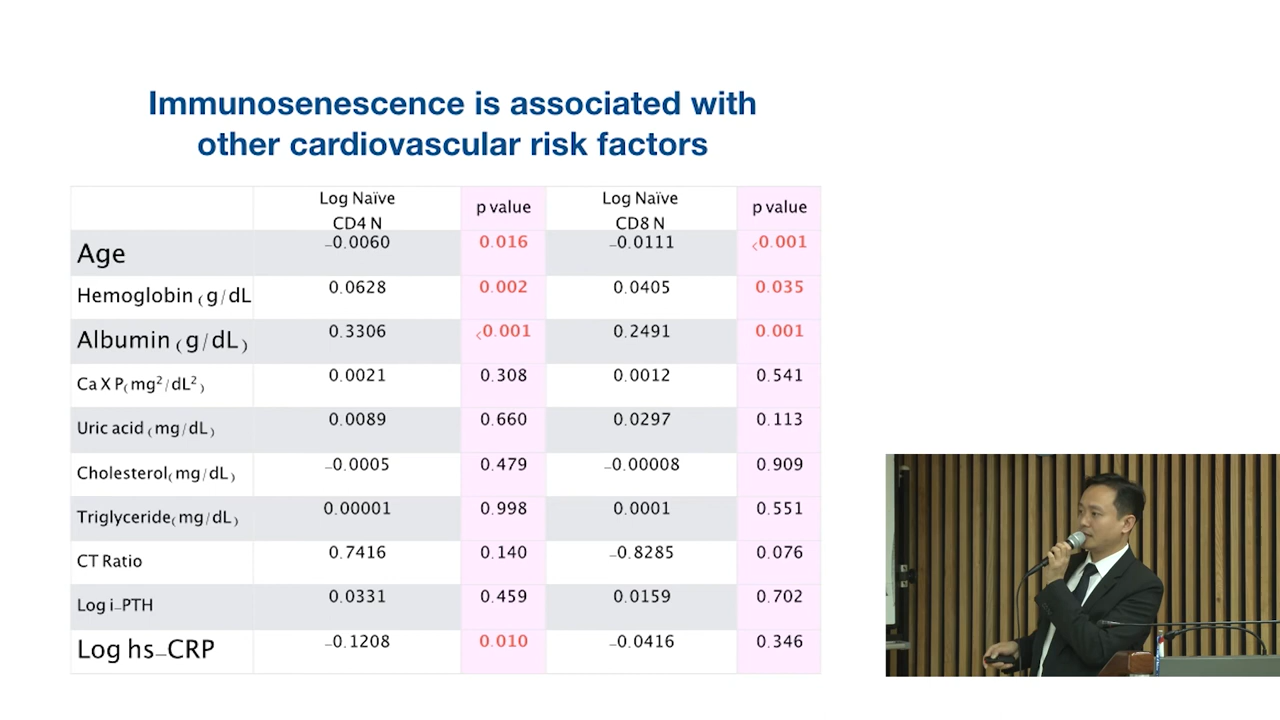 Immunosenescence is associated with
other cardiovascular risk factors
Log Naïve CD4 N p value Log Naïve CD8 N p value
Age –0.0060 0.016 –0.0111 <0.001
Hemoglobin (g/dL 0.0628 0.002 0.0405 0.035
Albumin (g/dL) 0.3306 <0.001 0.2491 0.001
Ca X P(mg²/dL²) 0.0021 0.308 0.0012 0.541
Uric acid (mg/dL) 0.0089 0.660 0.0297 0.113
Cholesterol(mg/dL) –0.0005 0.479 –0.00008 0.909
Triglyceride(mg/dL) 0.00001 0.998 0.0001 0.551
CT Ratio 0.7416 0.140 –0.8285 0.076
Log i–PTH 0.0331 0.459 0.0159 0.702
Log hs–CRP –0.1208 0.010 –0.0416 0.346